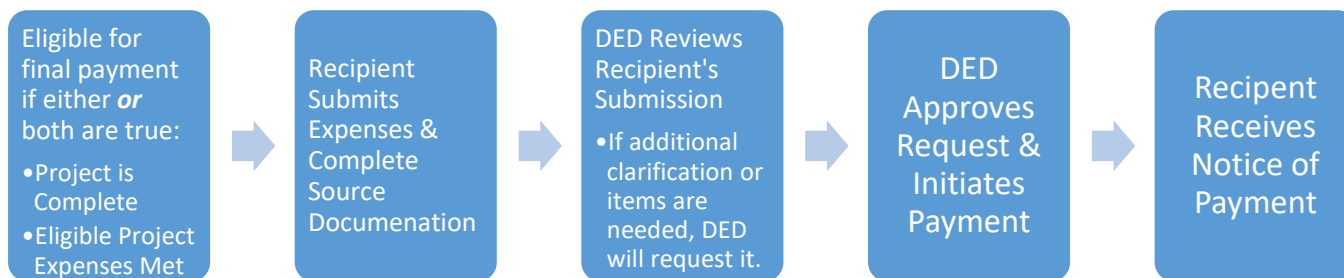 Eligible for
final payment
if either or
both are true:
•Project is
Complete
•Eligible Project
Expenses Met
Recipient
Submits
Expenses &
Complete
Source
Documenation
DED Reviews
Recipient's
Submission
•If additional
clarification or
items are
needed, DED
will request it.
DED
Approves
Request &
Initiates
Payment
Recipent
Receives
Notice of
Payment